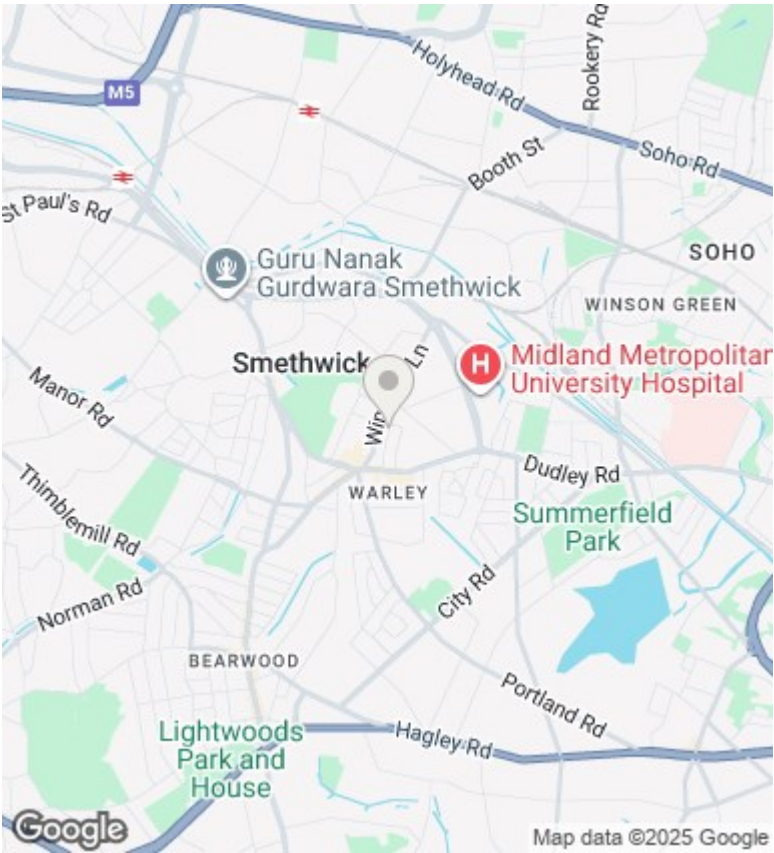 Holyhead Rd
Rookery Rd
M5
Booth St
Soho Rd
St Paul's Rd
SOHO
Guru Nanak
Gurdwara Smethwick
WINSON GREEN
Smethwick
Ln
Midland Metropolitan
University Hospital
Manor Rd
Win
H
WARLEY
Dudley Rd
Thimblemill Rd
Summerfield
Park
City Rd
Norman Rd
BEARWOOD
Portland Rd
Lightwoods
Park and
House
Hagley Rd
Google
Map data ©2025 Google